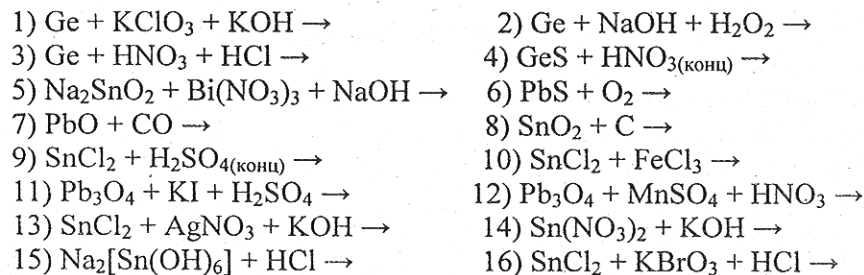 1) Ge + KClO₃ + KOH → 2) Ge + NaOH + H₂O₂ →
3) Ge + HNO₃ + HCl → 4) GeS + HNO₃(конц) →
5) Na₂SnO₂ + Bi(NO₃)₃ + NaOH → 6) PbS + O₂ →
7) PbO + CO → 8) SnO₂ + C →
9) SnCl₂ + H₂SO₄(конц) → 10) SnCl₂ + FeCl₃ →
11) Pb₃O₄ + KI + H₂SO₄ → 12) Pb₃O₄ + MnSO₄ + HNO₃ →
13) SnCl₂ + AgNO₃ + KOH → 14) Sn(NO₃)₂ + KOH →
15) Na₂[Sn(OH)₆] + HCl → 16) SnCl₂ + KBrO₃ + HCl →